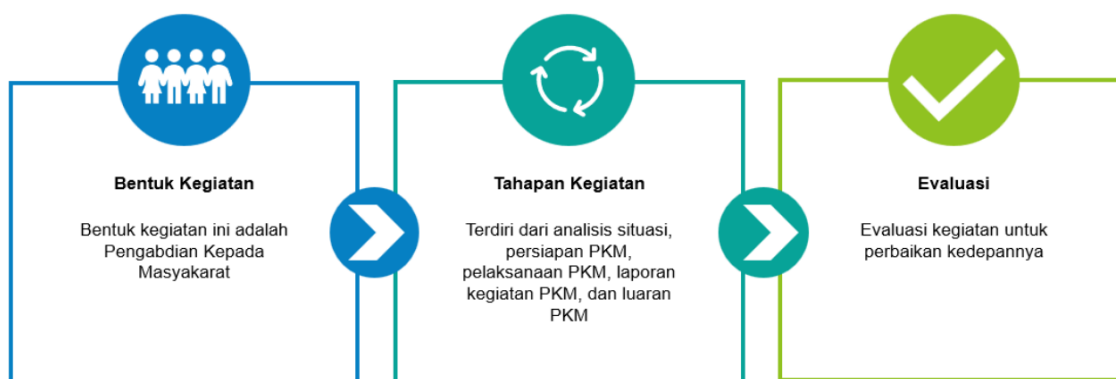 Bentuk Kegiatan
Bentuk kegiatan ini adalah
Pengabdian Kepada
Masyakarat
Tahapan Kegiatan
Terdiri dari analisis situasi,
persiapan PKM,
pelaksanaan PKM, laporan
kegiatan PKM, dan luaran
PKM
Evaluasi
Evaluasi kegiatan untuk
perbaikan kedepannya